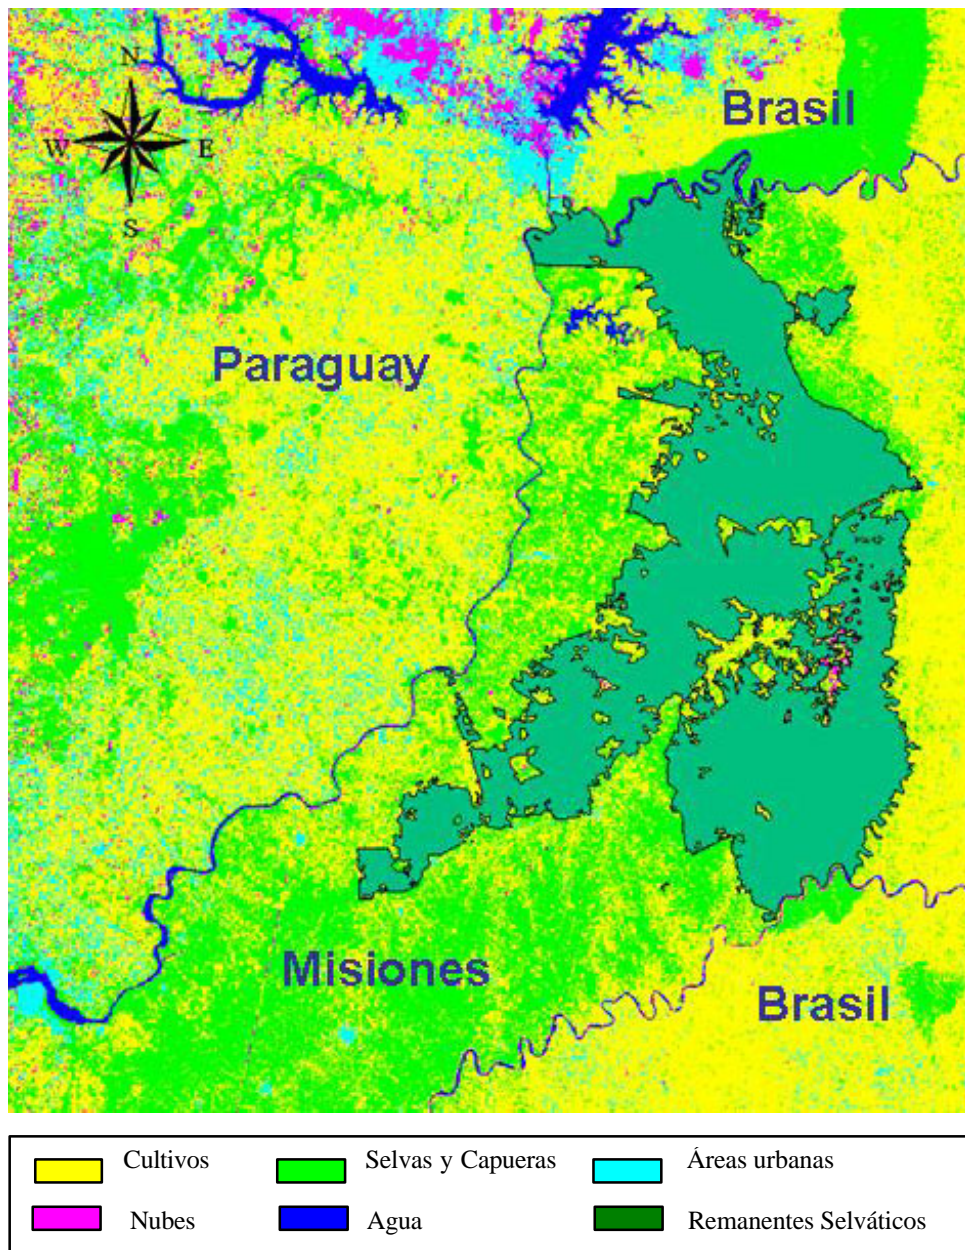 N
Brasil
W E
S
Paraguay
Misiones
Brasil
Cultivos Selvas y Capueras Áreas urbanas
Nubes Agua Remanentes Selváticos